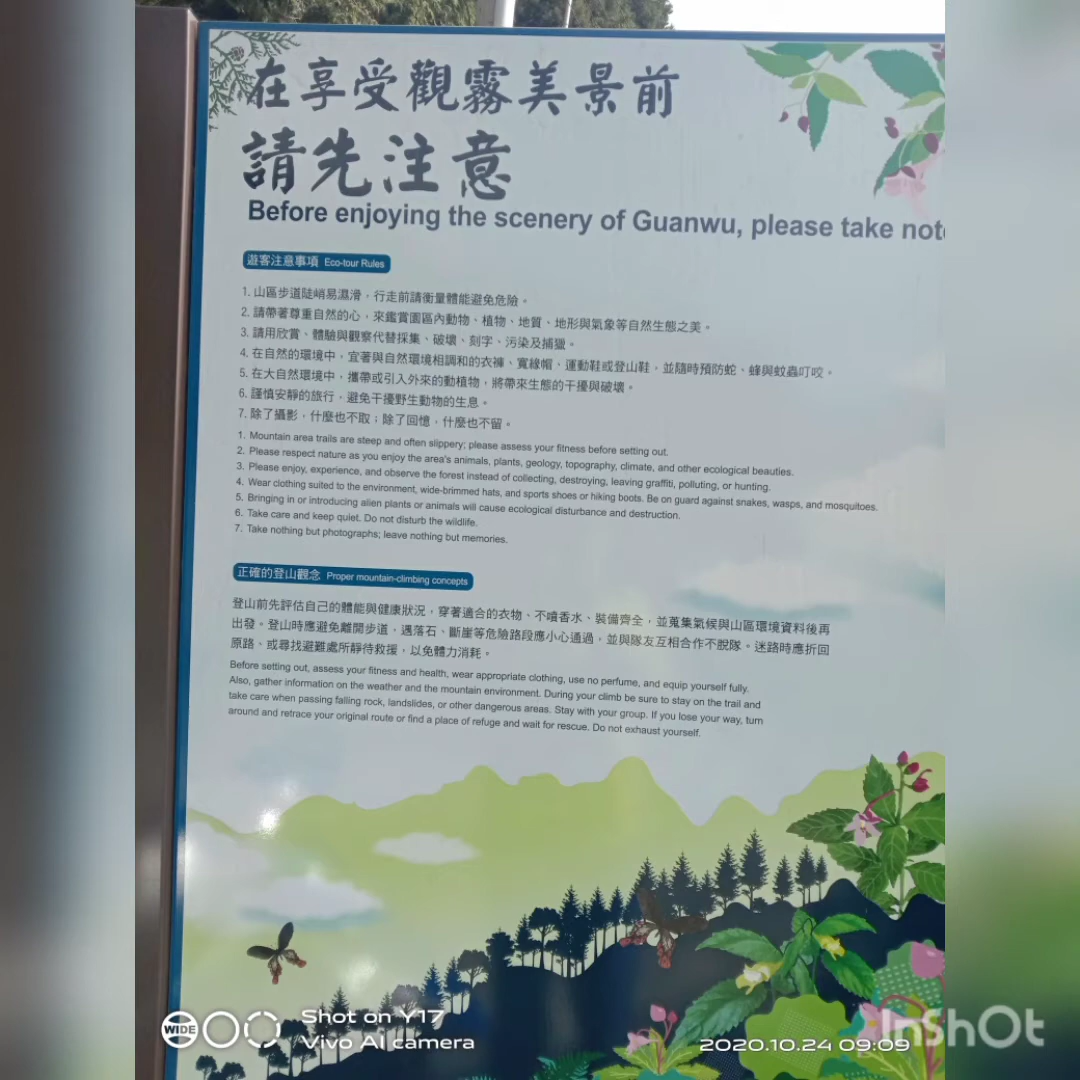 在享受觀霧美景前
請先注意
Before enjoying the scenery of Guanwu, please take not
遊客注意事項 Eco-tour Rules
1. 山區步道陡峭易濕滑，行走前請衡量體能避免危險。
2. 請帶著尊重自然的心，來鑑賞園區內動物、植物、地質、地形與氣象等自然生態之美。
3. 請用欣賞、體驗與觀察代替採集、破壞、刻字、污染及捕獵。
4. 在自然的環境中，宜著與自然環境相調和的衣褲、寬緣帽，運動鞋或登山鞋，並隨時預防蛇、蜂與蚊蟲叮咬。
5. 在大自然環境中，攜帶或引入外來的動植物，將帶來生態的干擾與破壞。
6. 謹慎安靜的旅行，避免干擾野生動物的生息。
7. 除了攝影，什麼也不取；除了回憶，什麼也不留。
1. Mountain area trails are steep and often slippery; please assess your fitness before setting out.
2. Please respect nature as you enjoy the area's animals, plants, geology, topography, climate, and other ecological beauties.
3. Please enjoy, experience, and observe the forest instead of collecting, destroying, leaving graffiti, polluting, or hunting.
4. Wear clothing suited to the environment, wide-brimmed hats, and sports shoes or hiking boots. Be on guard against snakes, wasps, and mosquitoes.
5. Bringing in or introducing alien plants or animals will cause ecological disturbance and destruction.
6. Take care and keep quiet. Do not disturb the wildlife.
7. Take nothing but photographs; leave nothing but memories.
正確的登山觀念 Proper mountain-climbing concepts
登山前先評估自己的體能與健康狀況，穿著適合的衣物、不噴香水、裝備齊全，並蒐集氣候與山區環境資料後再
出發。登山時應避免離開步道，遇落石、斷崖等危險路段應小心通過，並與隊友互相合作不脫隊。迷路時應折回
原路、或尋找避難處所靜待救援，以免體力消耗。
Before setting out, assess your fitness and health, wear appropriate clothing, use no perfume, and equip yourself fully.
Also, gather information on the weather and the mountain environment. During your climb be sure to stay on the trail and
take care when passing falling rock, landslides, or other dangerous areas. Stay with your group. If you lose your way, turn
around and retrace your original route or find a place of refuge and wait for rescue. Do not exhaust yourself.
WIDE
Shot on Y17
Vivo AI camera
2020.10.24 09:09
InshOt